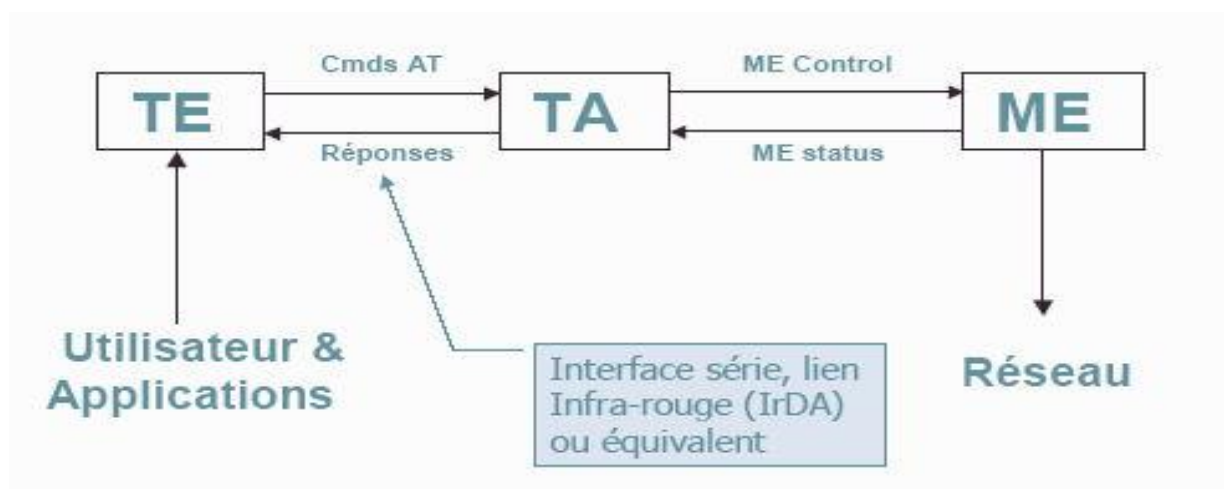 Cmds AT
ME Control
TE
TA
ME
Réponses
ME status
Utilisateur &
Applications
Interface série, lien
Infra-rouge (IrDA)
ou équivalent
Réseau